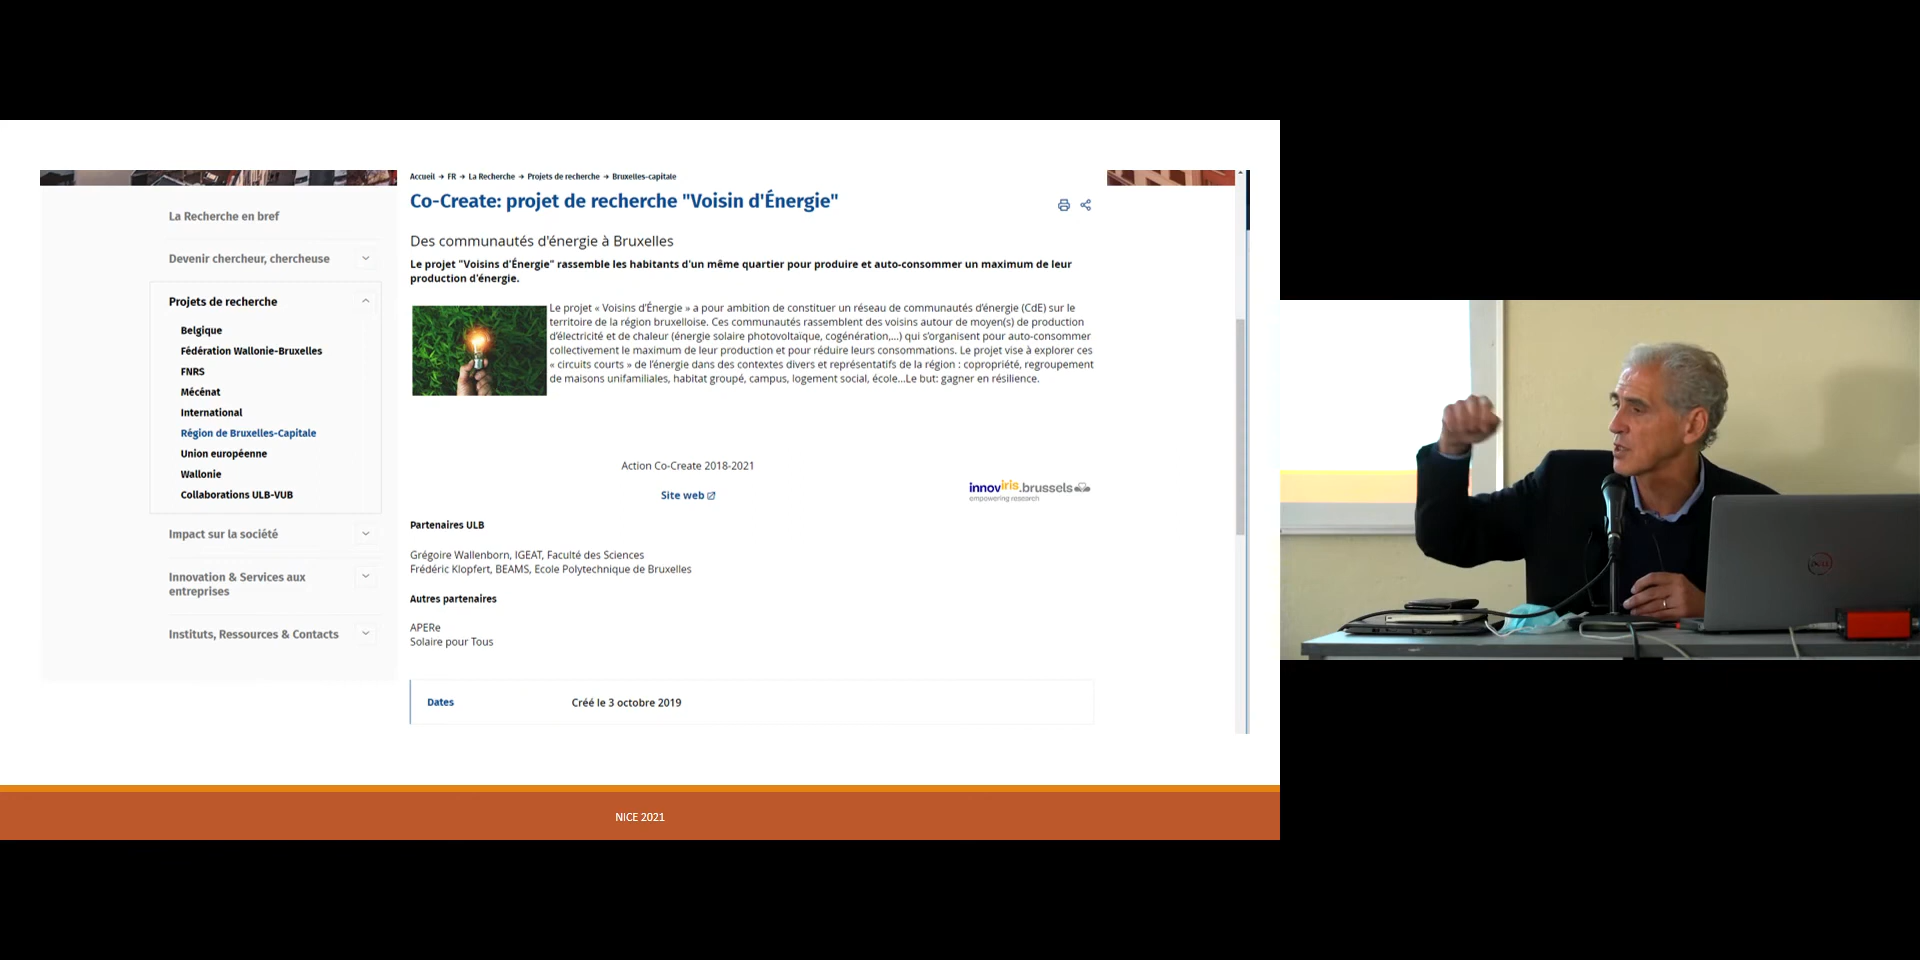 Accueil → FR → La Recherche → Projets de recherche → Bruxelles-capitale
Co-Create: projet de recherche "Voisin d'Énergie"
La Recherche en bref
Devenir chercheur, chercheuse
Projets de recherche
Belgique
Fédération Wallonie-Bruxelles
FNRS
Mécénat
International
Région de Bruxelles-Capitale
Union européenne
Wallonie
Collaborations ULB-VUB
Impact sur la société
Innovation & Services aux
entreprises
Instituts, Ressources & Contacts
Des communautés d'énergie à Bruxelles
Le projet "Voisins d'Énergie" rassemble les habitants d'un même quartier pour produire et auto-consommer un maximum de leur
production d'énergie.
Le projet « Voisins d'Énergie » a pour ambition de constituer un réseau de communautés d'énergie (CdE) sur le
territoire de la région bruxelloise. Ces communautés rassemblent des voisins autour de moyen(s) de production
d'électricité et de chaleur (énergie solaire photovoltaïque, cogénération,...) qui s'organisent pour auto-consommer
collectivement le maximum de leur production et pour réduire leurs consommations. Le projet vise à explorer ces
« circuits courts » de l'énergie dans des contextes divers et représentatifs de la région : copropriété, regroupement
de maisons unifamiliales, habitat groupé, campus, logement social, école...Le but: gagner en résilience.
Action Co-Create 2018-2021
Site web
innoviris.brussels
empowering research
Partenaires ULB
Grégoire Wallenborn, IGEAT, Faculté des Sciences
Frédéric Klopfert, BEAMS, Ecole Polytechnique de Bruxelles
Autres partenaires
APERe
Solaire pour Tous
Dates Créé le 3 octobre 2019
NICE 2021
DELL